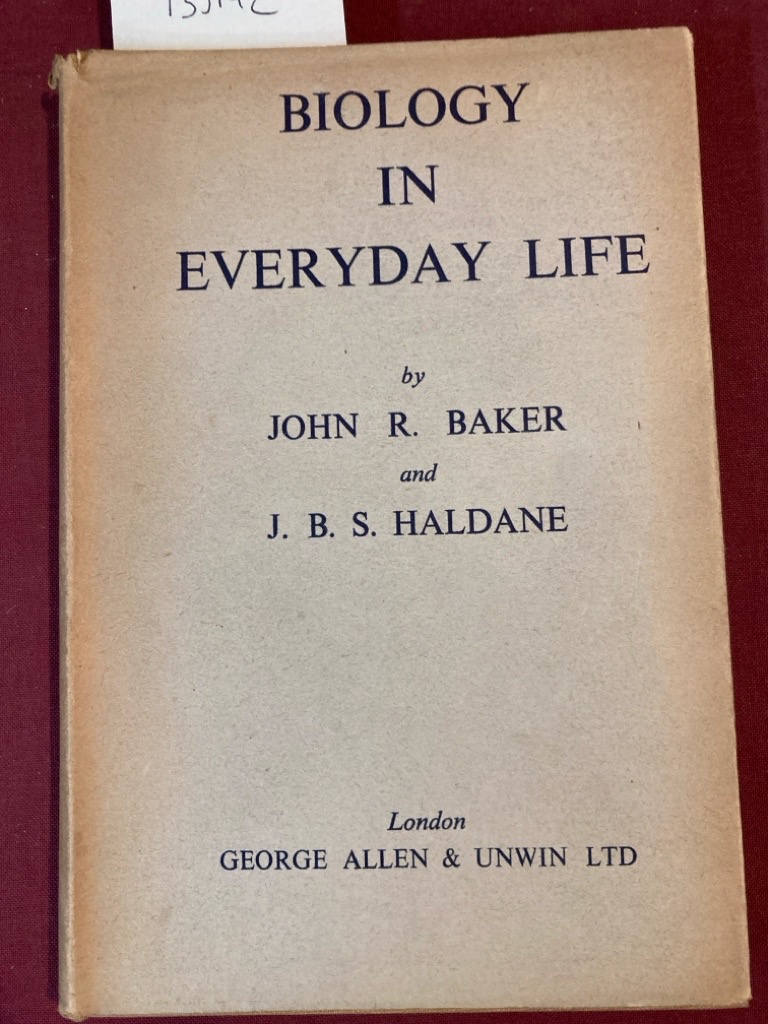 BIOLOGY
IN
EVERYDAY LIFE
by
JOHN R. BAKER
and
J. B. S. HALDANE
London
GEORGE ALLEN & UNWIN LTD